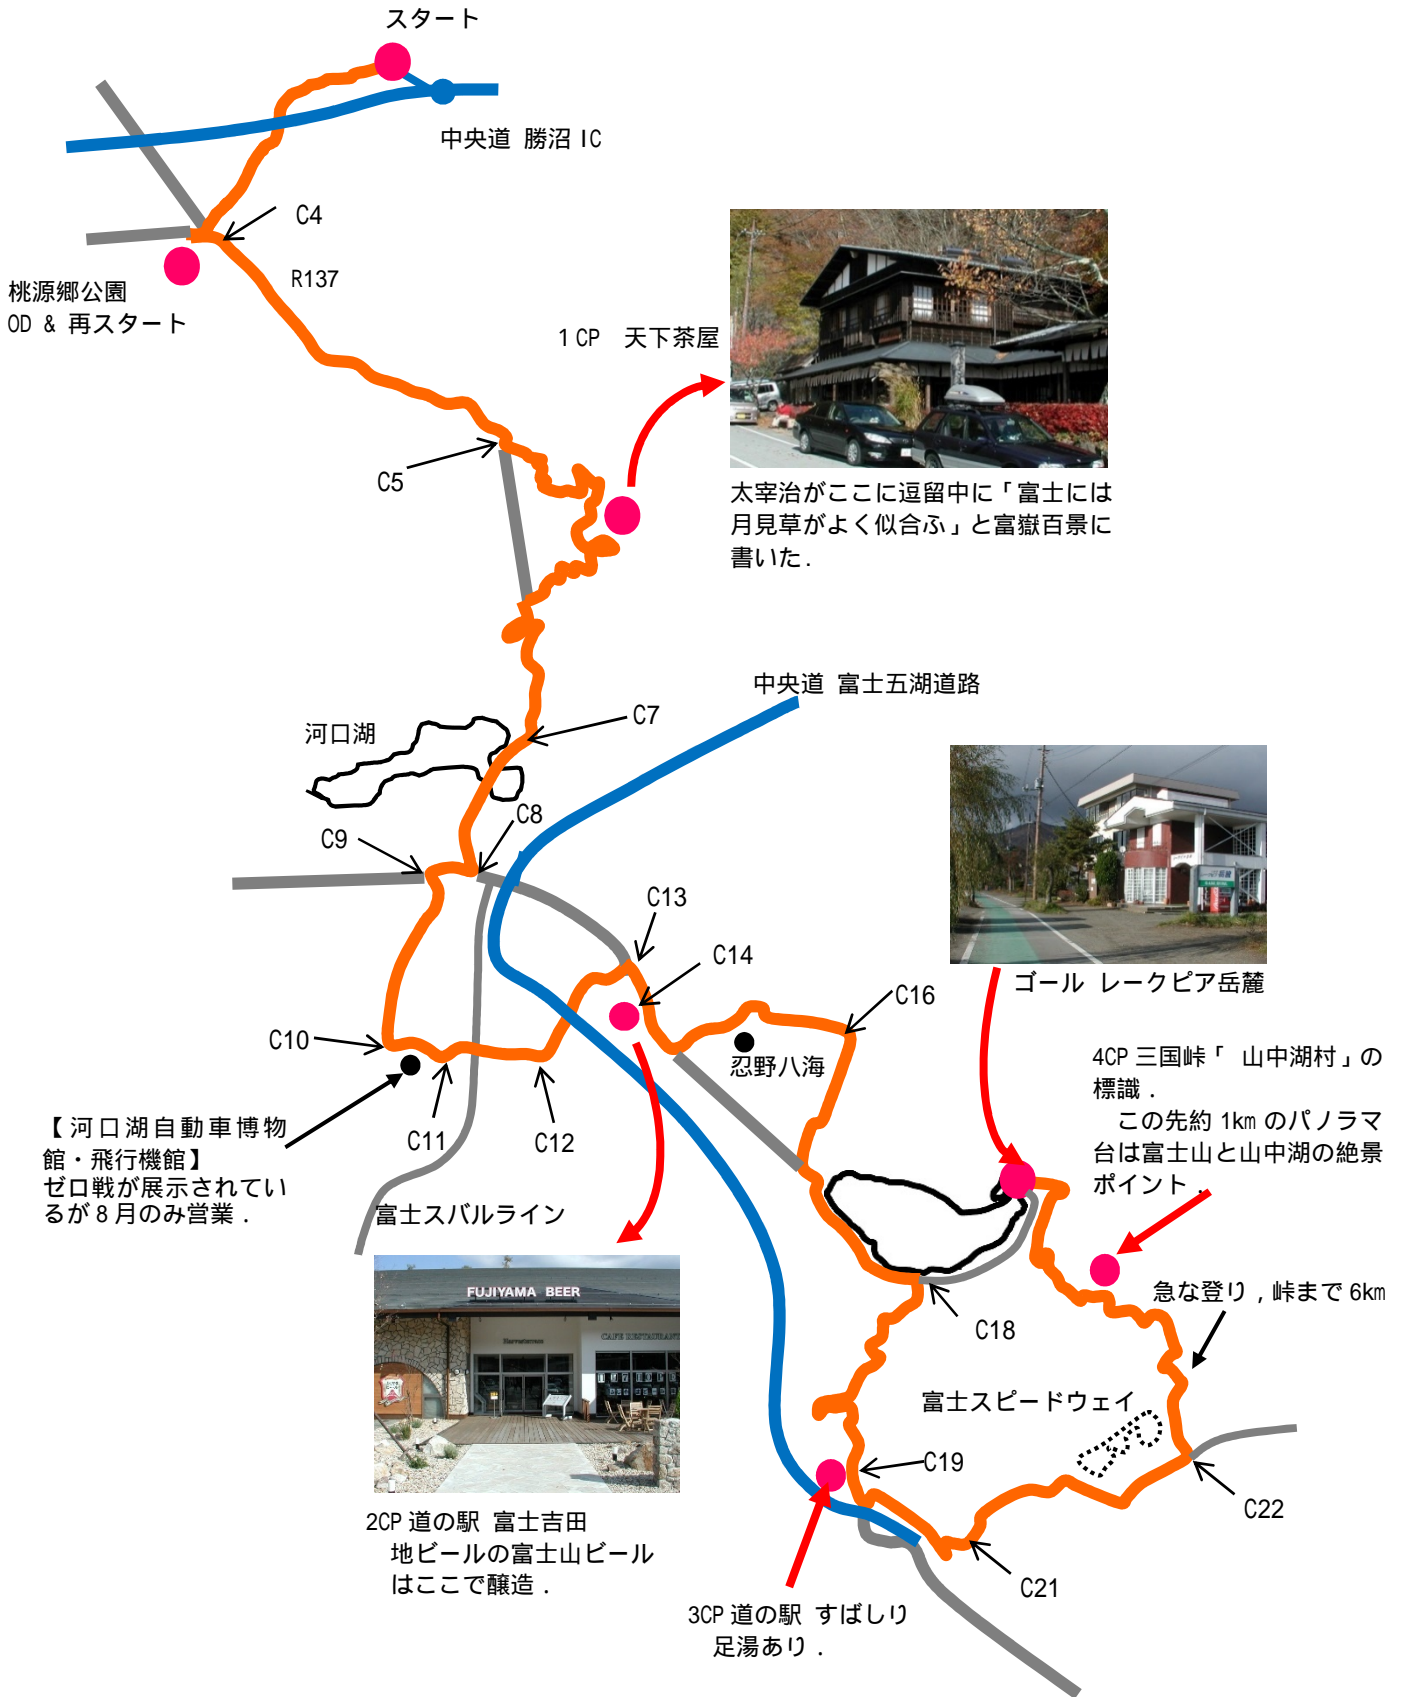 スタート
中央道 勝沼 IC
C4
R137
桃源郷公園
OD & 再スタート
1CP 天下茶屋
C5
太宰治がここに逗留中に「富士には
月見草がよく似合ふ」と富嶽百景に
書いた.
中央道 富士五湖道路
C7
河口湖
C8
C9
C13
C14
C16
ゴール レークピア岳麓
C10
忍野八海
4CP 三国峠「 山中湖村」の
標識.
この先約 1km のパノラマ
台は富士山と山中湖の絶景
ポイント.
【河口湖自動車博物
館・飛行機館】
ゼロ戦が展示されてい
るが 8 月のみ営業.
C11
C12
富士スバルライン
FUJIYAMA BEER
CAFE RESTAURANT
急な登り,峠まで 6km
C18
富士スピードウェイ
C19
C22
2CP 道の駅 富士吉田
地ビールの富士山ビール
はここで醸造.
C21
3CP 道の駅 すばしり
足湯あり.